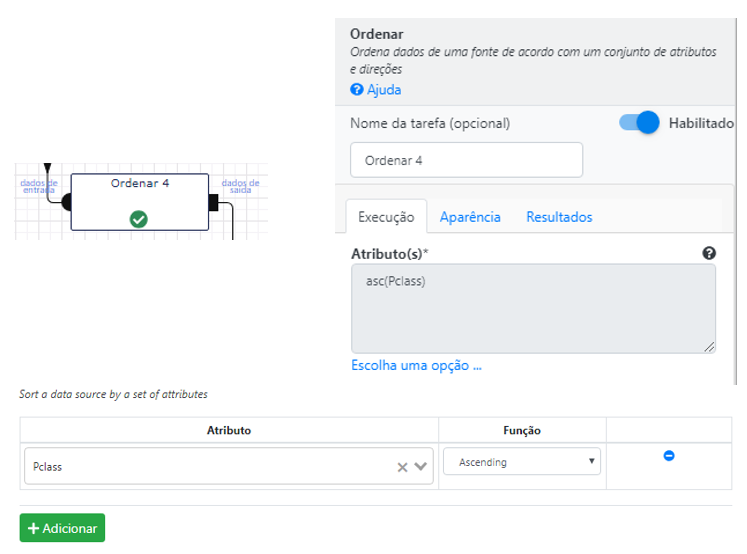 Ordenar
Ordena dados de uma fonte de acordo com um conjunto de atributos
e direções
Ajuda
Nome da tarefa (opcional)
Habilitado
Ordenar 4
dados de
entrada
Ordenar 4
dados de
saída
Execução
Aparência
Resultados
Atributo(s)*
asc(Pclass)
Escolha uma opção ...
Sort a data source by a set of attributes
Atributo
Função
Pclass
Ascending
Adicionar